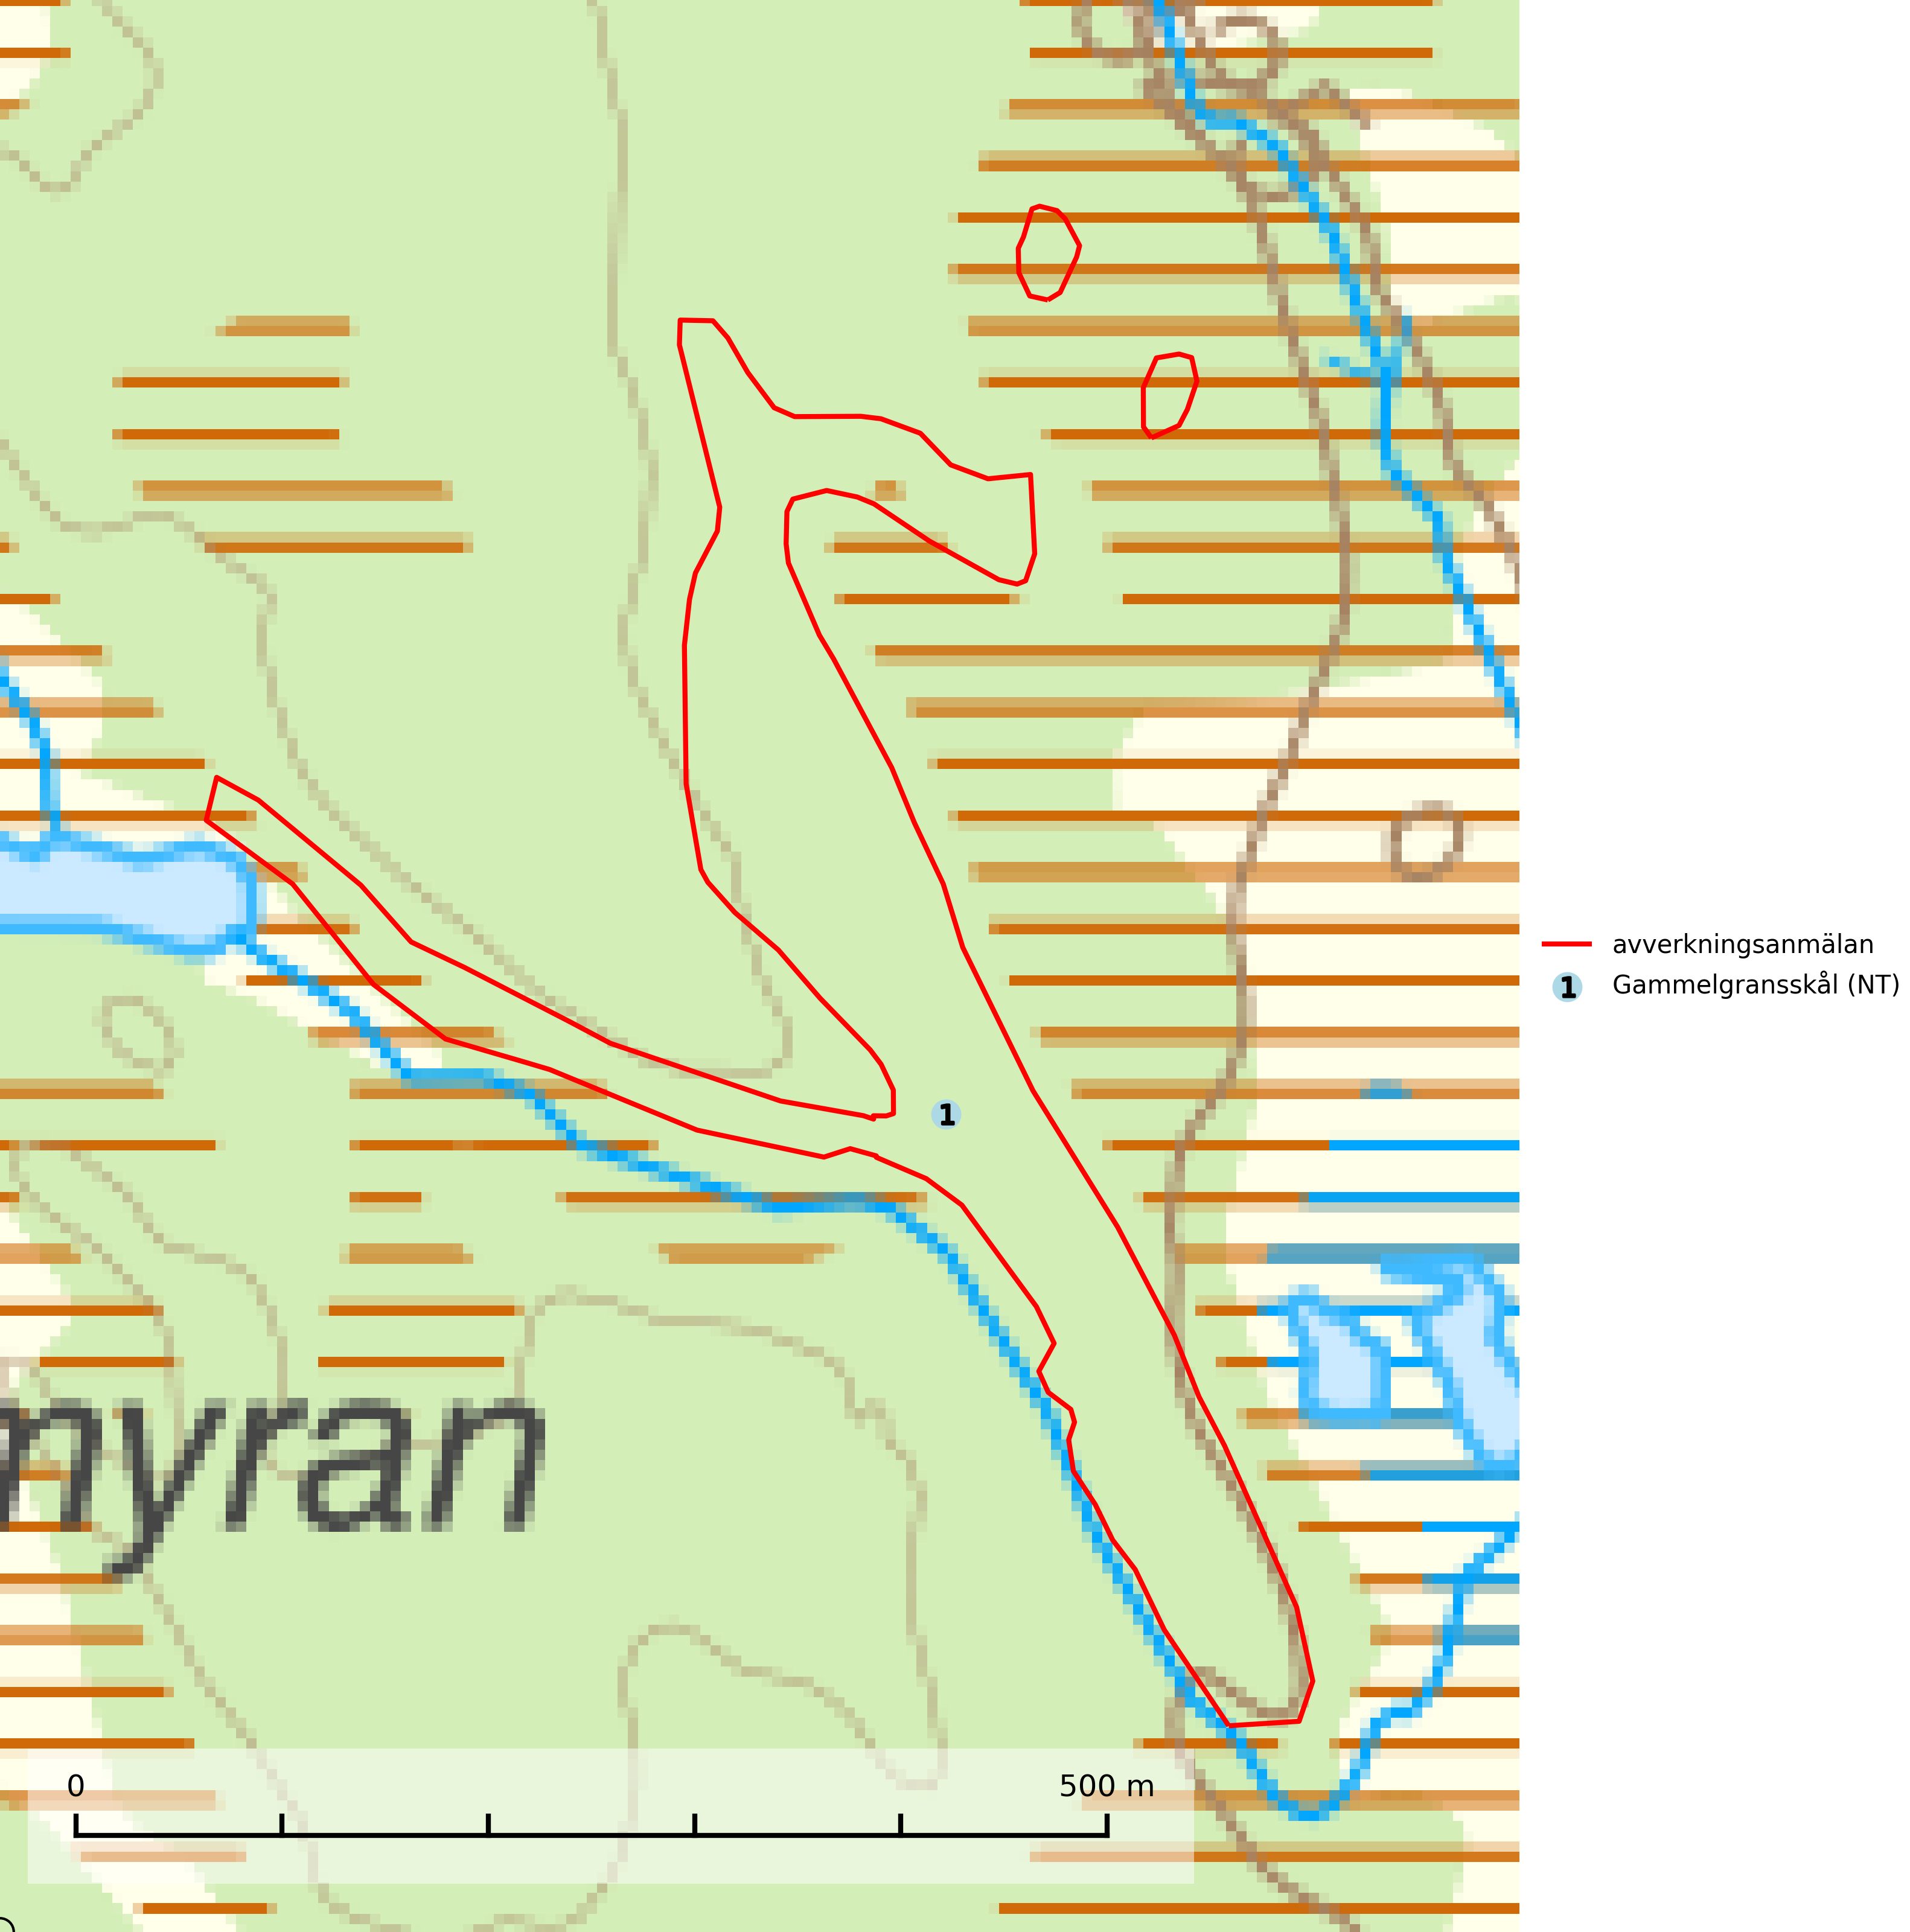 avverkningsanmälan
1 Gammelgransskål (NT)
1
myran
0 500 m